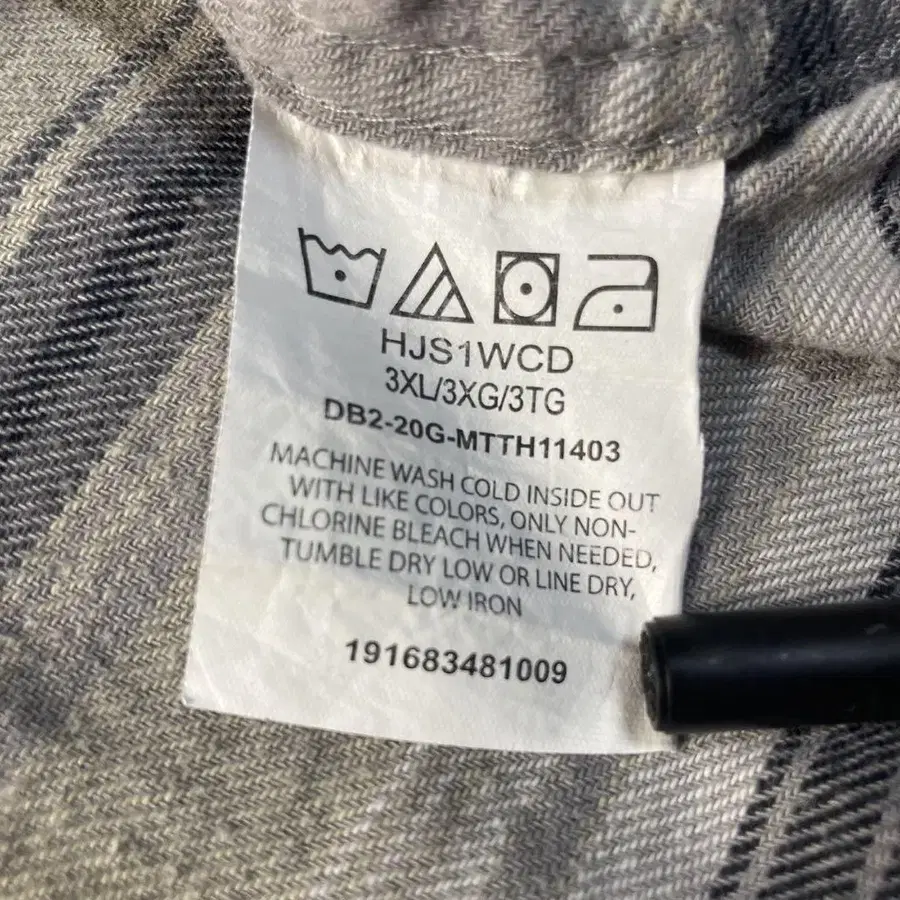 HJS1WCD
3XL/3XG/3TG
DB2-20G-MTTH11403
MACHINE WASH COLD INSIDE OUT
WITH LIKE COLORS, ONLY NON-
CHLORINE BLEACH WHEN NEEDED,
TUMBLE DRY LOW OR LINE DRY,
LOW IRON
191683481009